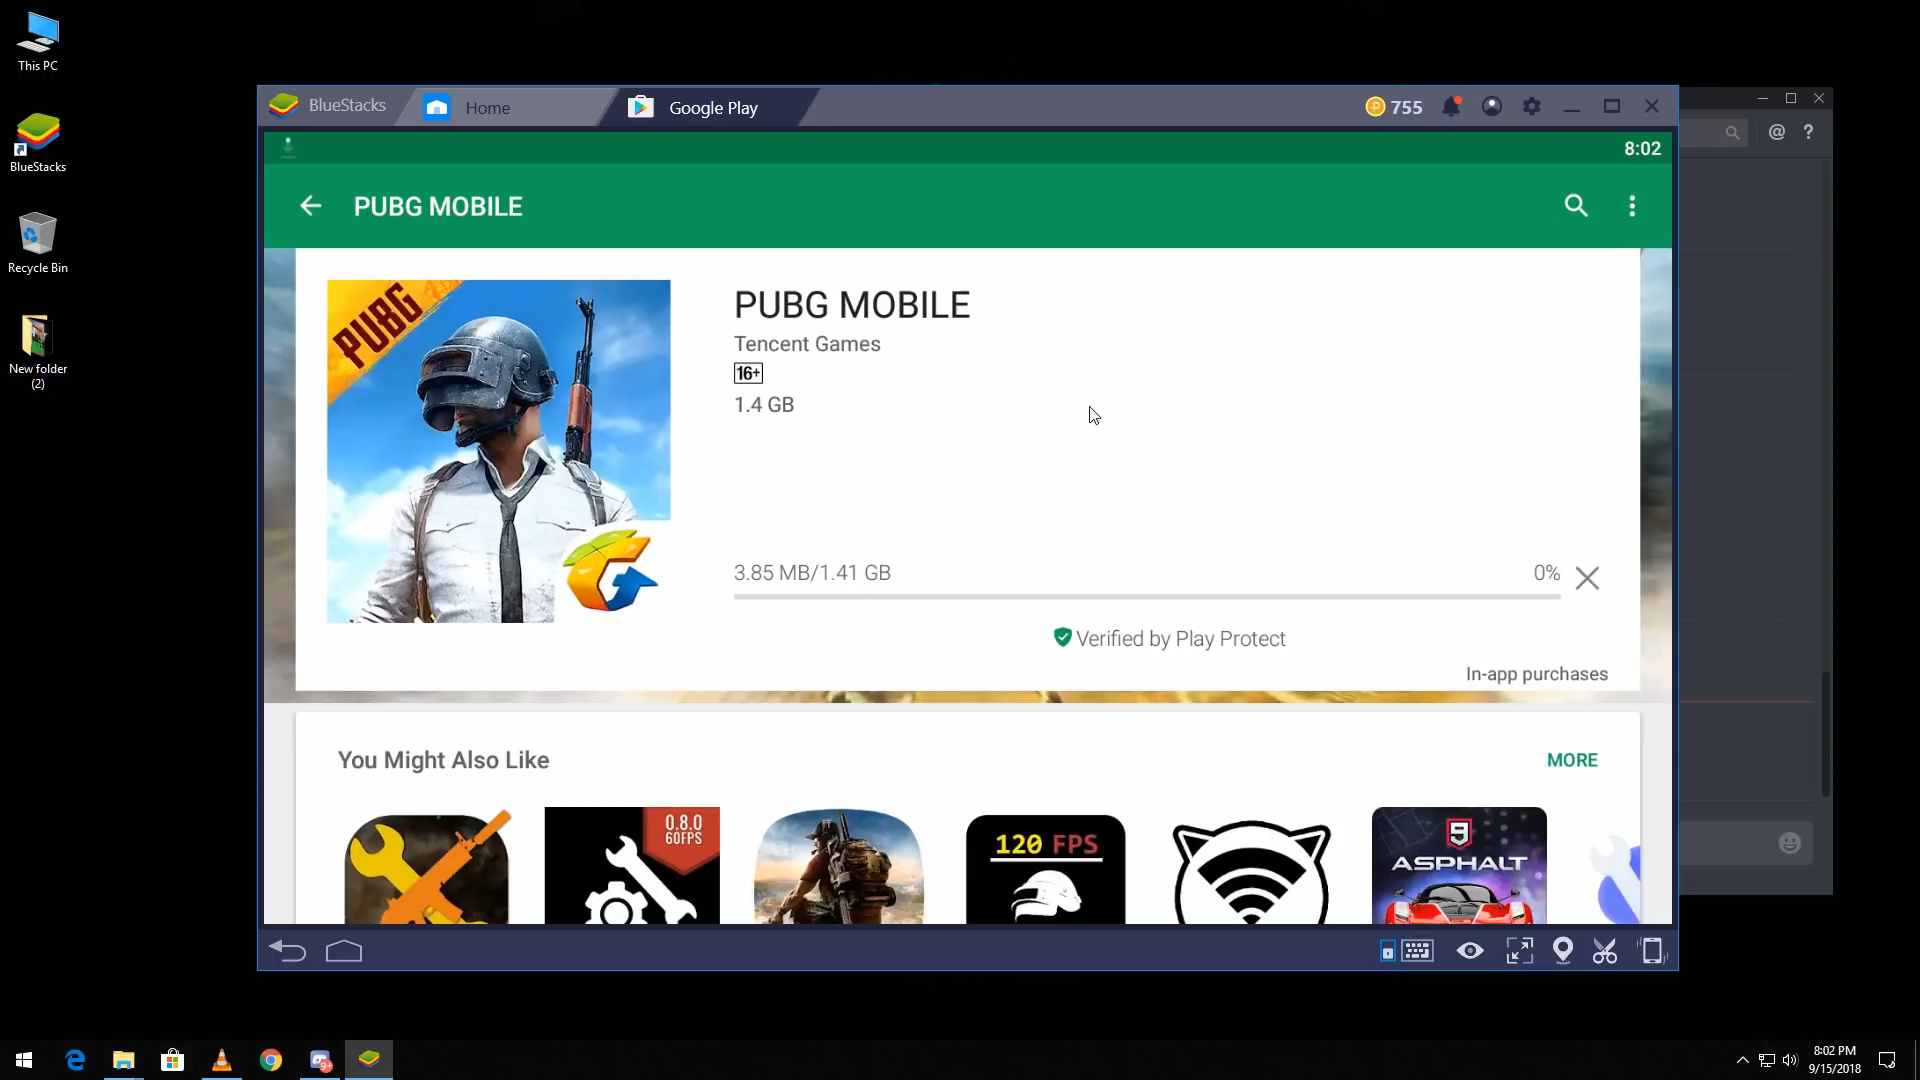 This PC
BlueStacks
Recycle Bin
New folder
(2)
BlueStacks
Home
Google Play
755
@ ?
8:02
PUBG MOBILE
PUBG
PUBG MOBILE
Tencent Games
16+
1.4 GB
3.85 MB/1.41 GB
0%
Verified by Play Protect
In-app purchases
You Might Also Like
MORE
0.8.0
60FPS
120 FPS
9
ASPHALT
9+
8:02 PM
9/15/2018